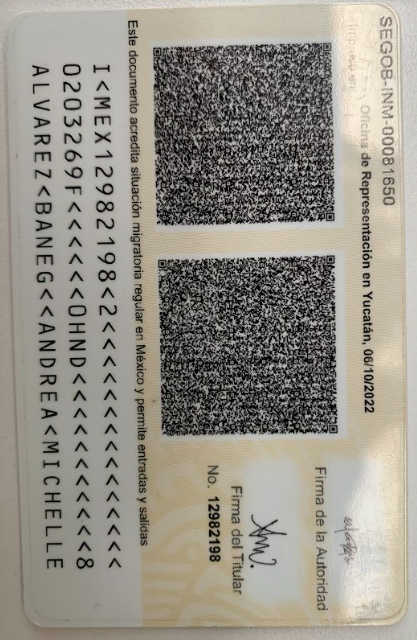 SEGOB-INM-00081650
Oficina de Representación en Yucatán, 06/10/2022
Firma de la Autoridad
Firma del Titular
No. 12982198
Este documento acredita situación migratoria regular en México y permite entradas y salidas
I<MEX12982198<2<<<<<<<<<<<<<<<
0203269F<<<<<<OHND<<<<<<<<<<<8
ALVAREZ<BANEG<<ANDREA<MICHELLE